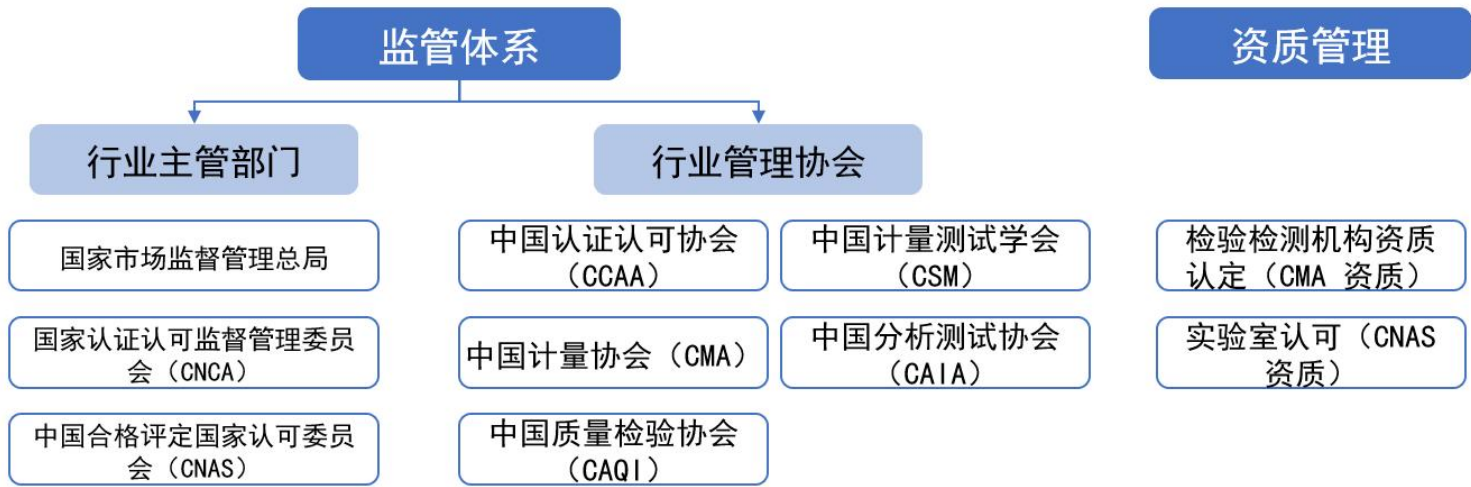 监管体系
资质管理
行业主管部门
行业管理协会
国家市场监督管理总局
中国认证认可协会
（CCAA）
中国计量测试学会
（CSM）
检验检测机构资质
认定（CMA 资质）
国家认证认可监督管理委员
会（CNCA）
中国计量协会（CMA）
中国分析测试协会
（CAIA）
实验室认可（CNAS
资质）
中国合格评定国家认可委员
会（CNAS）
中国质量检验协会
（CAQI）